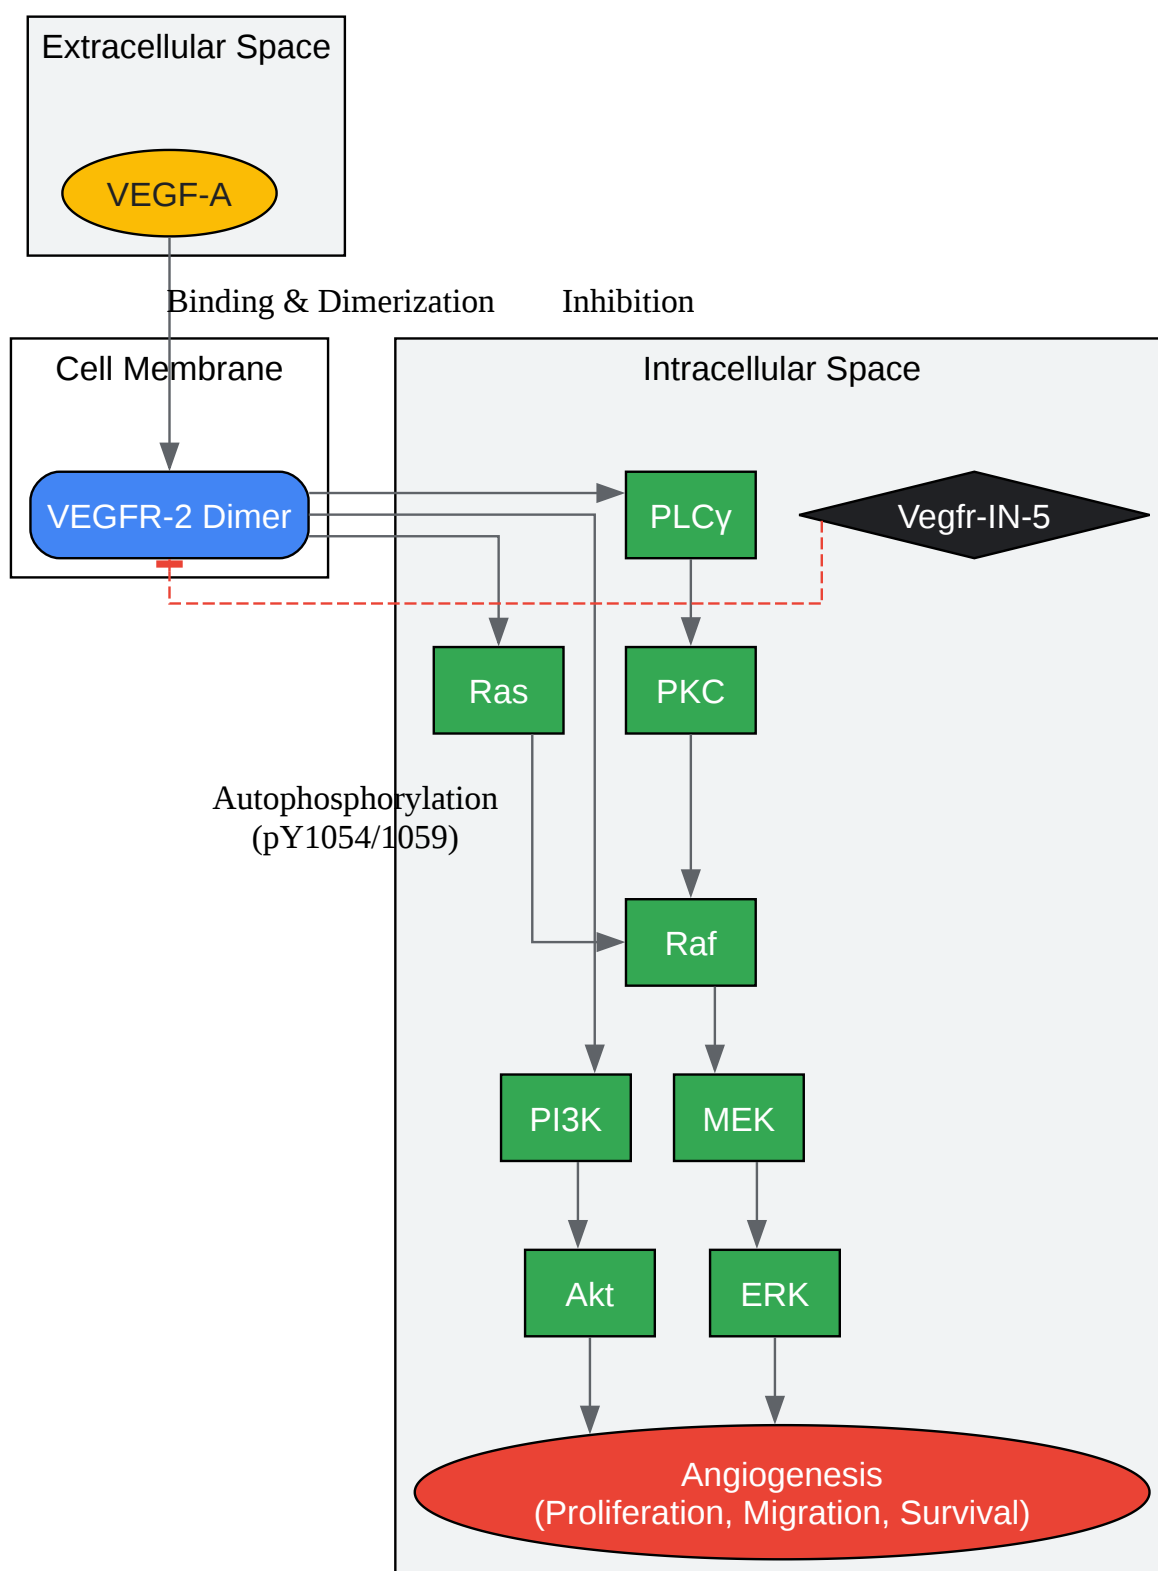 Extracellular Space
VEGF-A
Binding & Dimerization
Inhibition
Cell Membrane
Intracellular Space
VEGFR-2 Dimer
PLCγ
Vegfr-IN-5
Ras
PKC
Autophosphorylation
(pY1054/1059)
Raf
PI3K
MEK
Akt
ERK
Angiogenesis
(Proliferation, Migration, Survival)